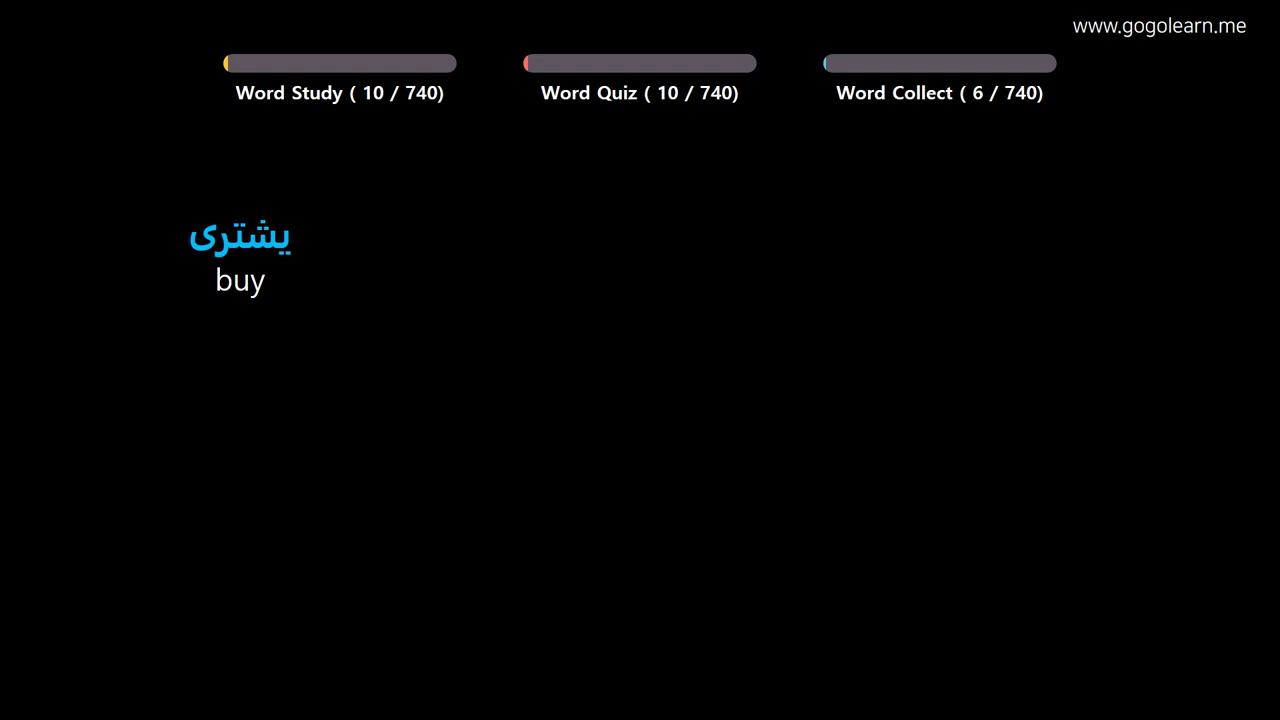 www.gogolearn.me
Word Study ( 10 / 740)
Word Quiz ( 10 / 740)
Word Collect ( 6 / 740)
يشترى
buy